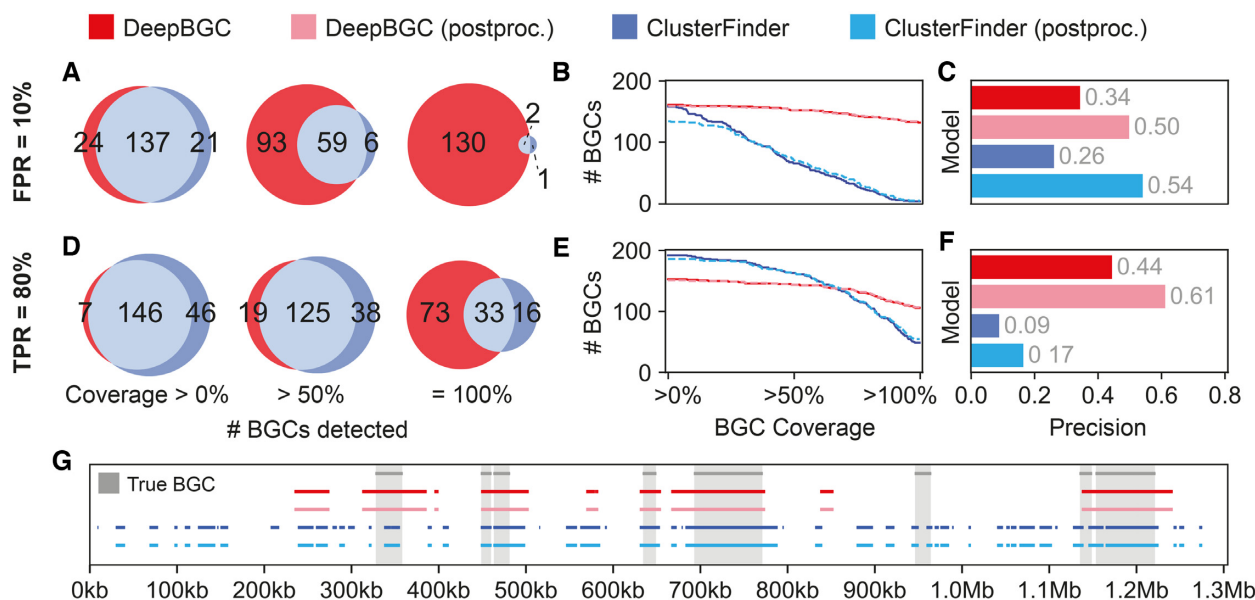 DeepBGC DeepBGC (postproc.) ClusterFinder ClusterFinder (postproc.)
A B C
FPR = 10%
24 137 21
93 59 6
130 2 1
# BGCs
200
100
0
Model
0.34
0.50
0.26
0.54
D E F
TPR = 80%
7 146 46
19 125 38
73 33 16
Coverage > 0% > 50% = 100%
# BGCs detected
# BGCs
200
100
0
>0% >50% >100%
BGC Coverage
Model
0.44
0.61
0.09
0 17
0.0 0.2 0.4 0.6 0.8
Precision
G
True BGC
0kb 100kb 200kb 300kb 400kb 500kb 600kb 700kb 800kb 900kb 1.0Mb 1.1Mb 1.2Mb 1.3Mb